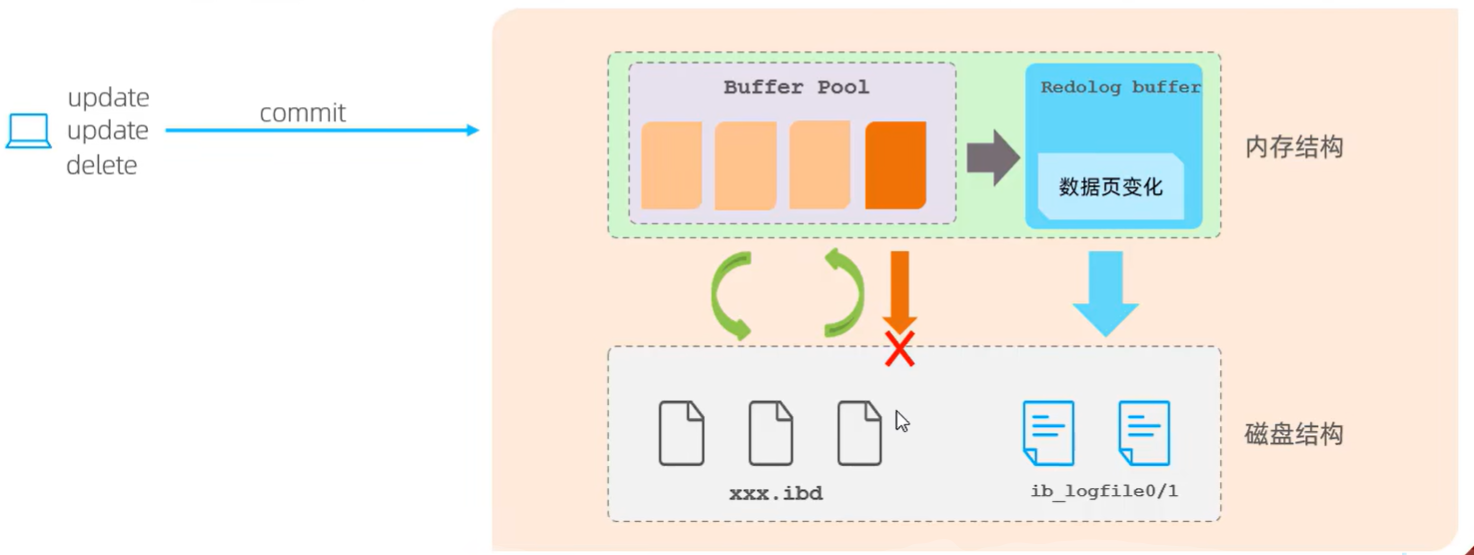 update
update
delete
commit
Buffer Pool
Redolog buffer
数据页变化
内存结构
xxx.ibd
ib_logfile0/1
磁盘结构